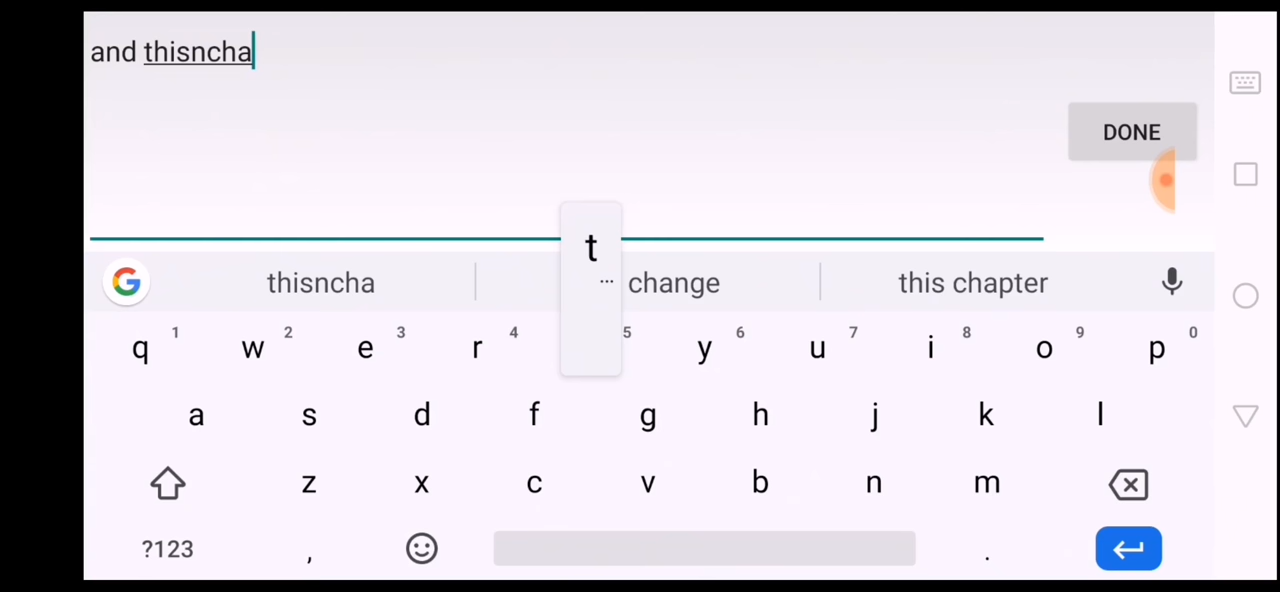 and thisncha
DONE
t
thisncha ... change this chapter
q 1 w 2 e 3 r 4 5 y 6 u 7 i 8 o 9 p 0
a s d f g h j k l
z x c v b n m
?123 , .